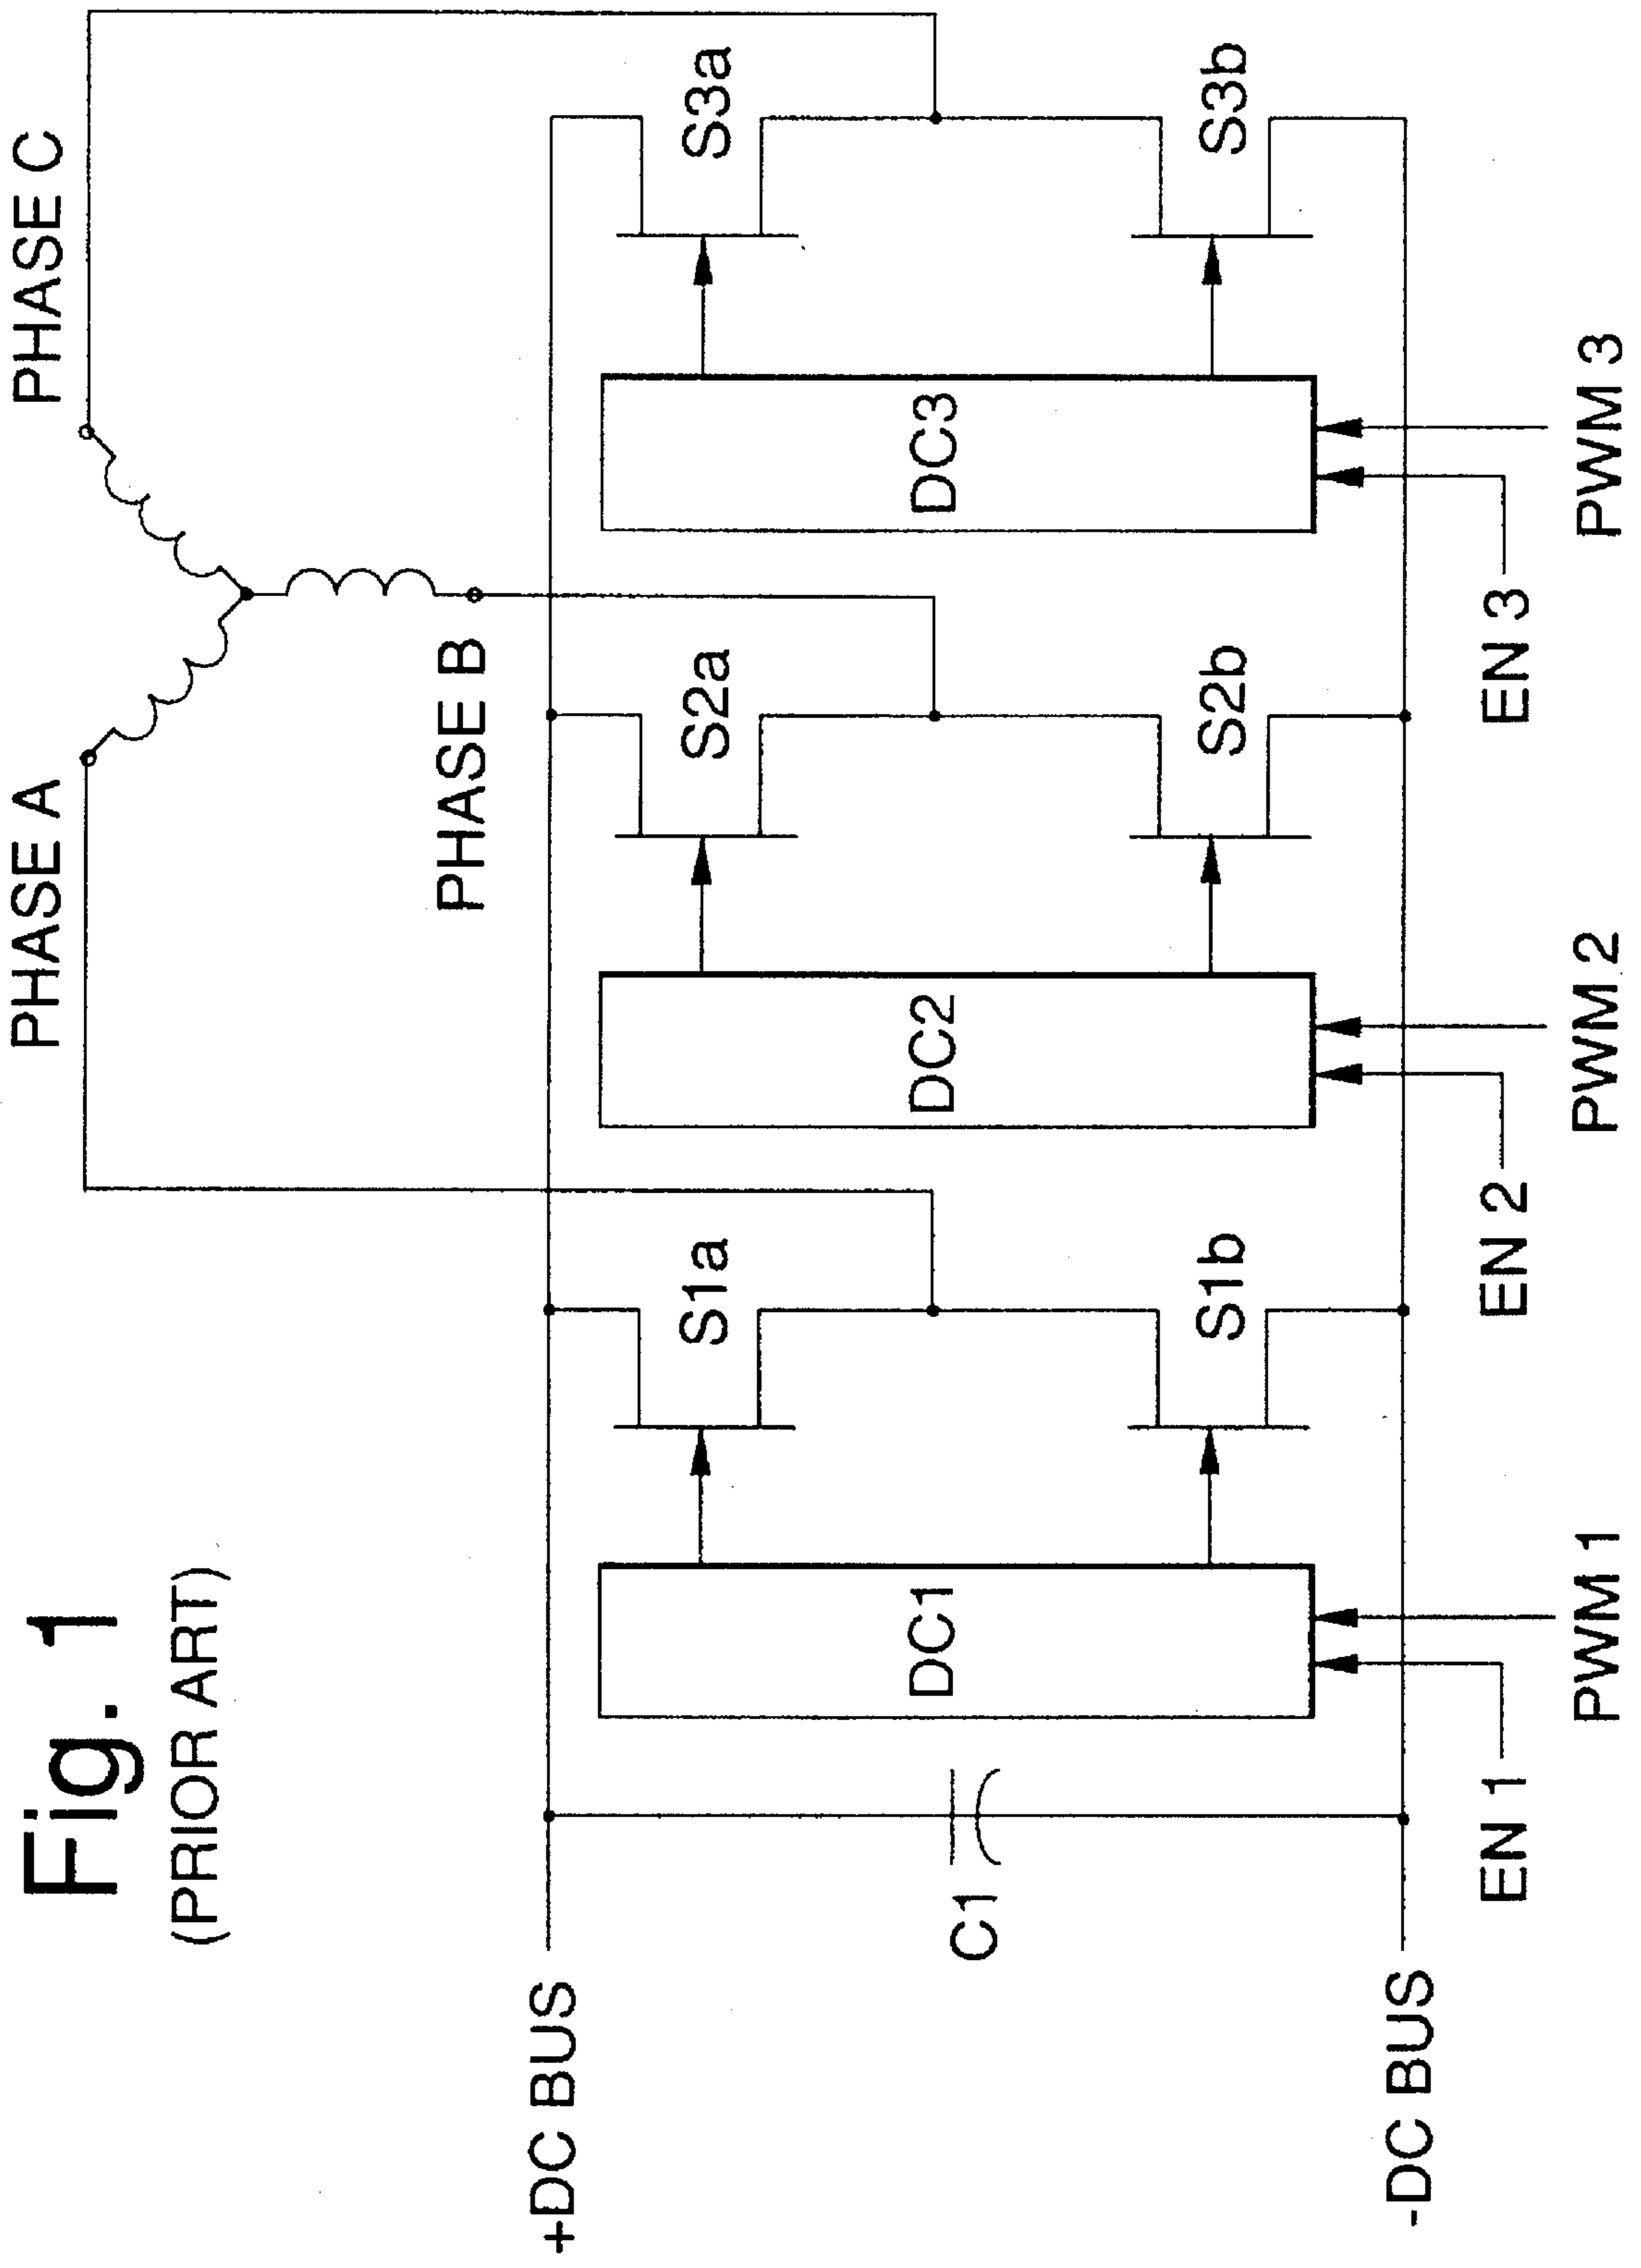 Fig. 1
(PRIOR ART)
PHASE A
PHASE C
PHASE B
+DC BUS
S1a
S2a
S3a
C1
DC1
DC2
DC3
S1b
S2b
S3b
-DC BUS
EN 1
EN 2
EN 3
PWM 1
PWM 2
PWM 3